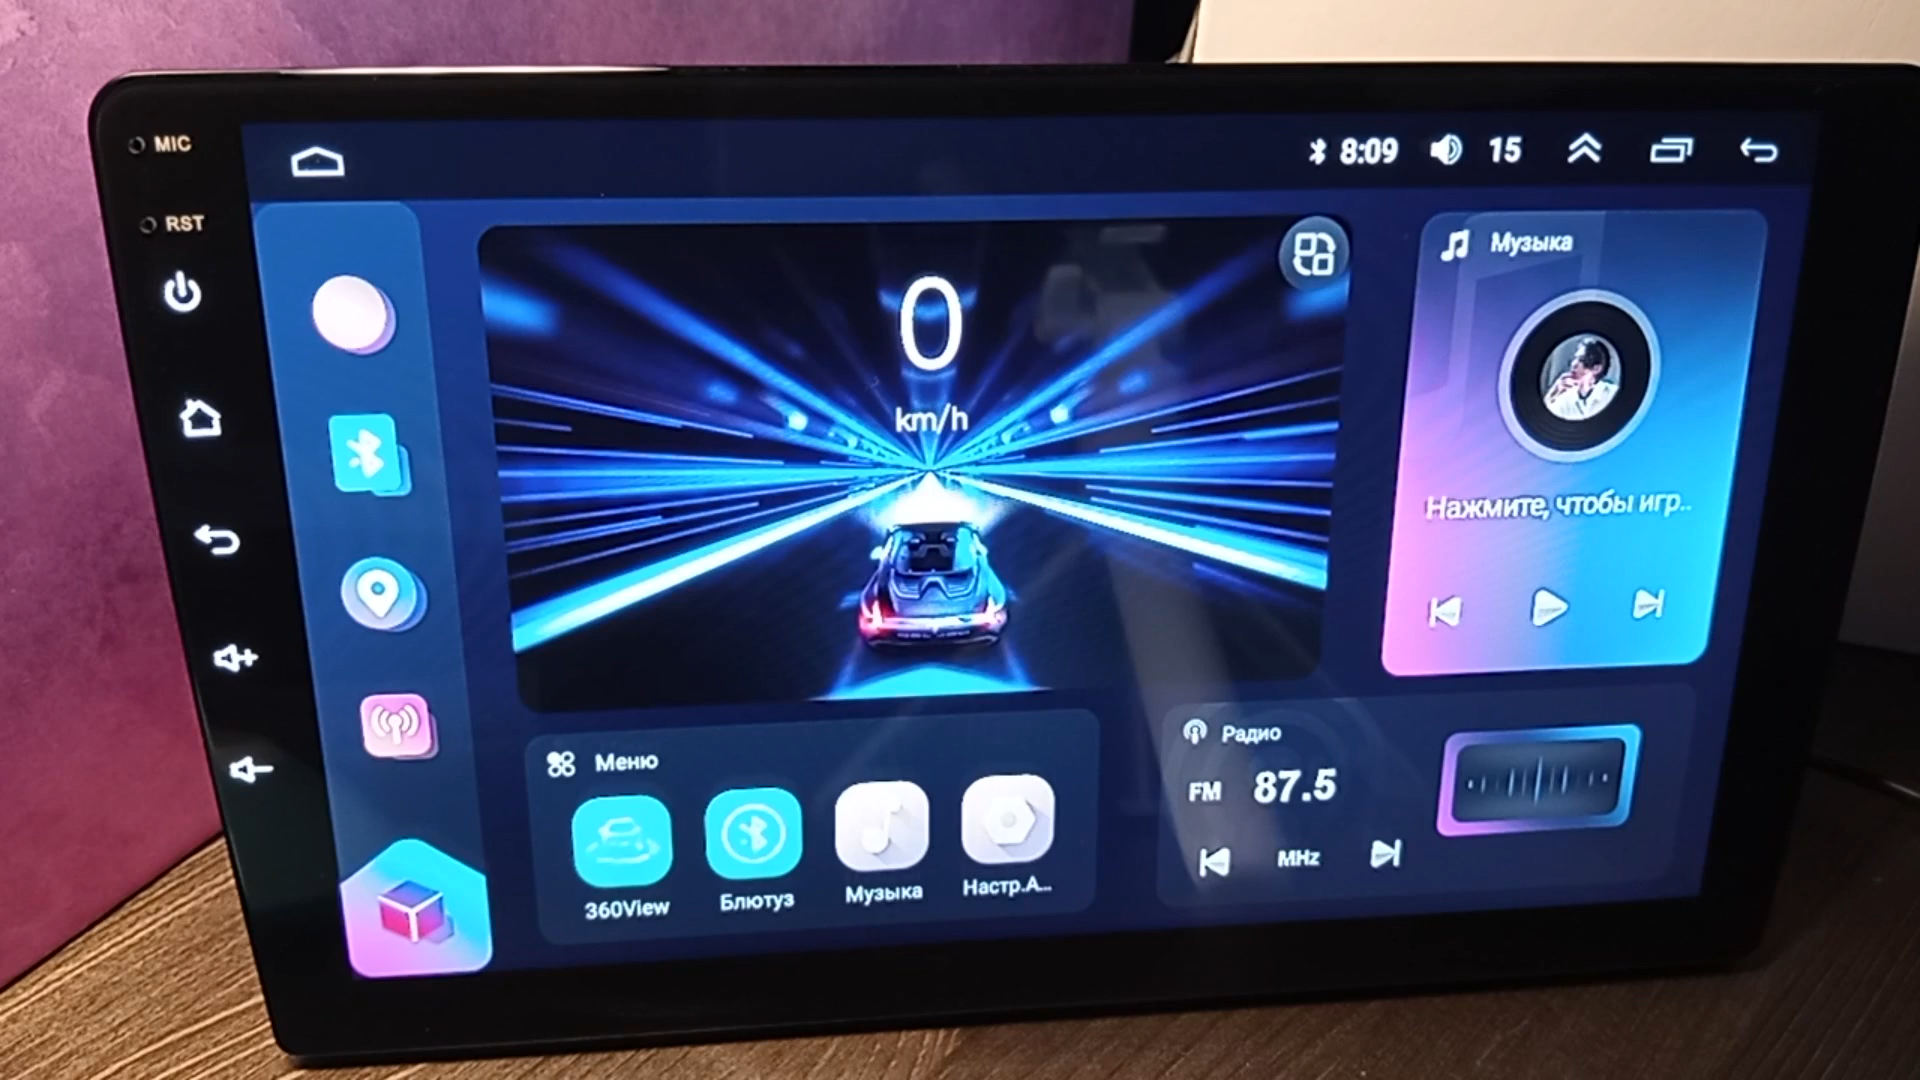 MIC
RST
8:09 15
0
km/h
Музыка
Нажмите, чтобы игр..
Меню
360View
Блютуз
Музыка
Настр.А...
Радио
FM 87.5
MHz